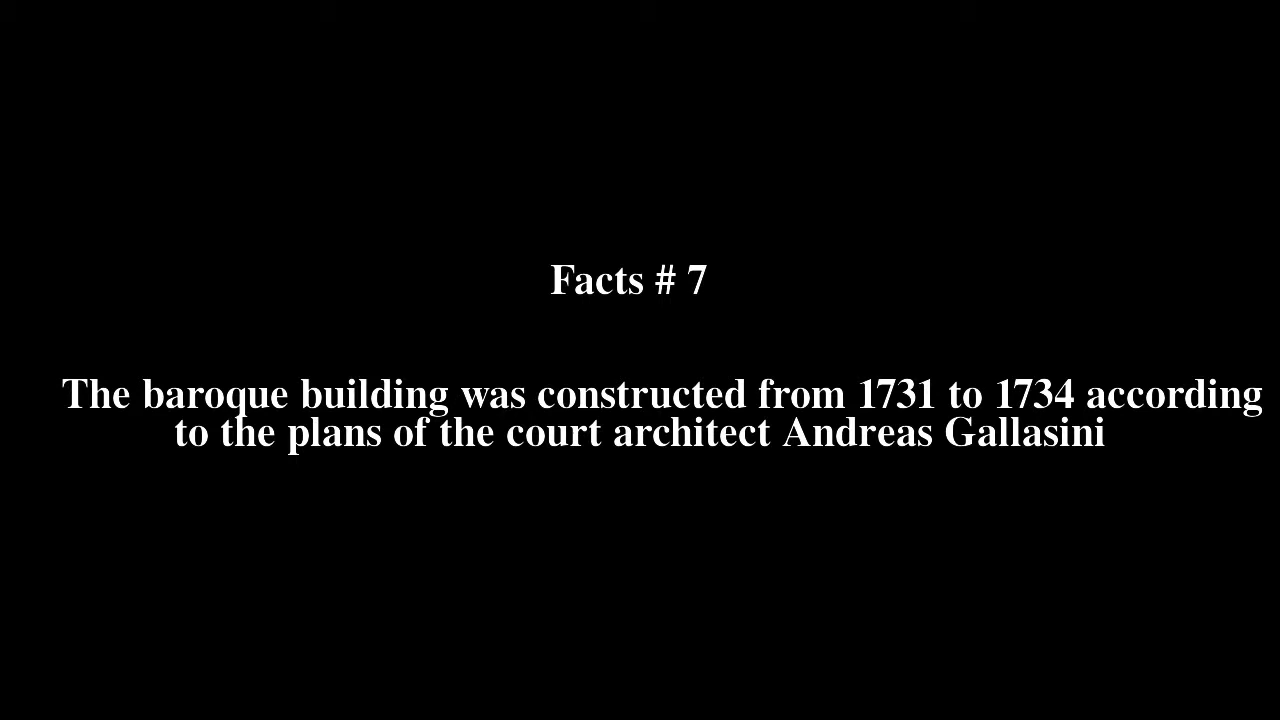 Facts # 7
The baroque building was constructed from 1731 to 1734 according
to the plans of the court architect Andreas Gallasini